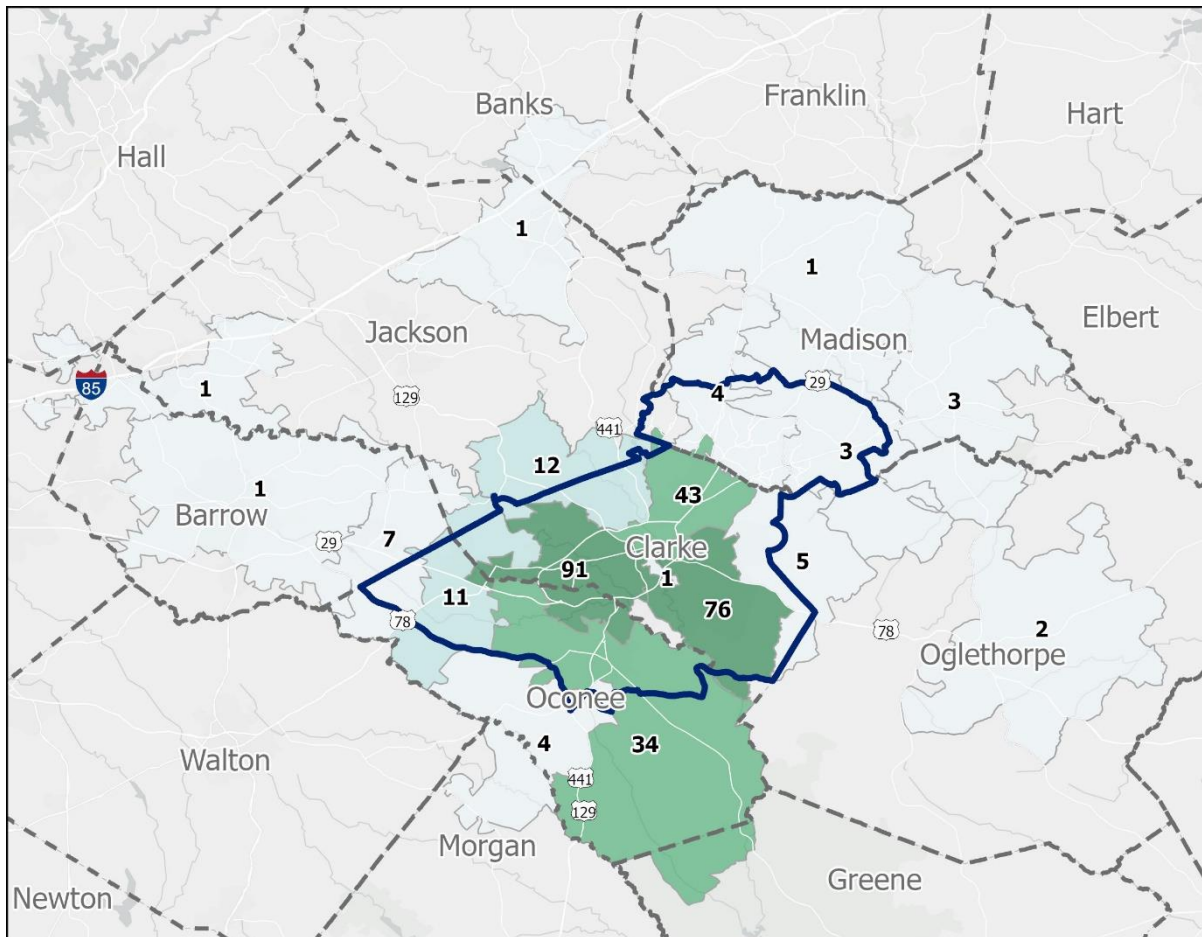 Banks
Franklin
Hart
Hall
1
1
Jackson
Madison
Elbert
85
1
129
4
29
3
441
12
3
1
43
Barrow
29
7
Clarke
5
91
1
11
76
78
78
2
Oglethorpe
Oconee
4
34
Walton
441
129
Morgan
Greene
Newton